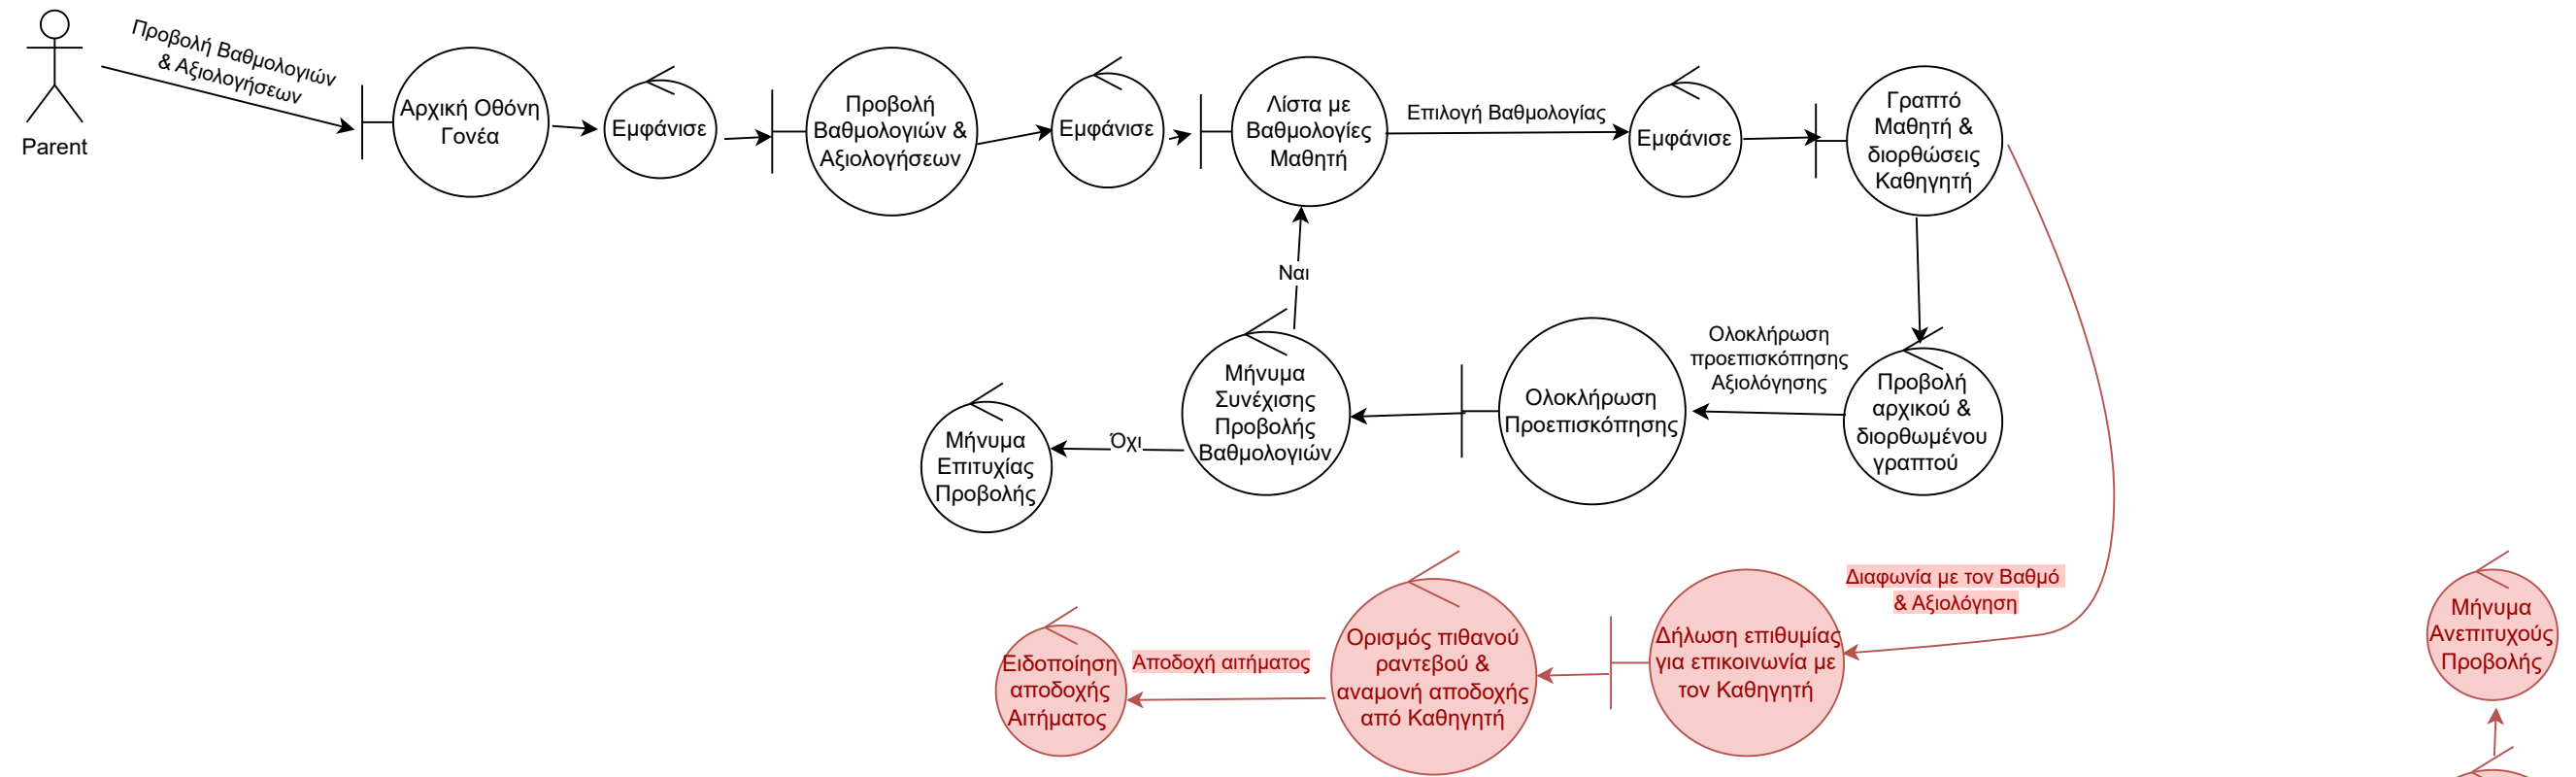 Προβολή Βαθμολογιών
& Αξιολογήσεων
Parent
Αρχική Οθόνη
Γονέα
Εμφάνισε
Προβολή
Βαθμολογιών &
Αξιολογήσεων
Εμφάνισε
Λίστα με
Βαθμολογίες
Μαθητή
Επιλογή Βαθμολογίας
Εμφάνισε
Γραπτό
Μαθητή &
διορθώσεις
Καθηγητή
Ναι
Ολοκλήρωση
προεπισκόπησης
Αξιολόγησης
Προβολή
αρχικού &
διορθωμένου
γραπτού
Ολοκλήρωση
Προεπισκόπησης
Μήνυμα
Συνέχισης
Προβολής
Βαθμολογιών
Όχι
Μήνυμα
Επιτυχίας
Προβολής
Διαφωνία με τον Βαθμό
& Αξιολόγηση
Δήλωση επιθυμίας
για επικοινωνία με
τον Καθηγητή
Ορισμός πιθανού
ραντεβού &
αναμονή αποδοχής
από Καθηγητή
Αποδοχή αιτήματος
Ειδοποίηση
αποδοχής
Αιτήματος
Μήνυμα
Ανεπιτυχούς
Προβολής